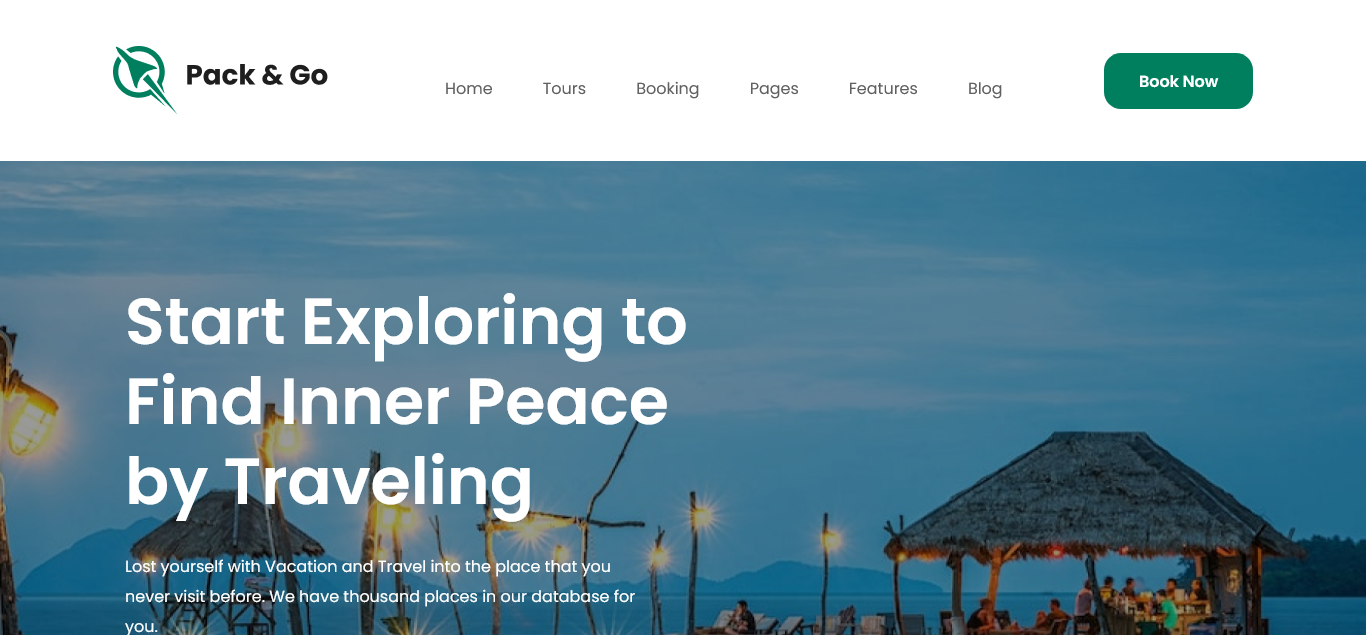 Pack & Go
Home
Tours
Booking
Pages
Features
Blog
Book Now
Start Exploring to
Find Inner Peace
by Traveling
Lost yourself with Vacation and Travel into the place that you
never visit before. We have thousand places in our database for
you.